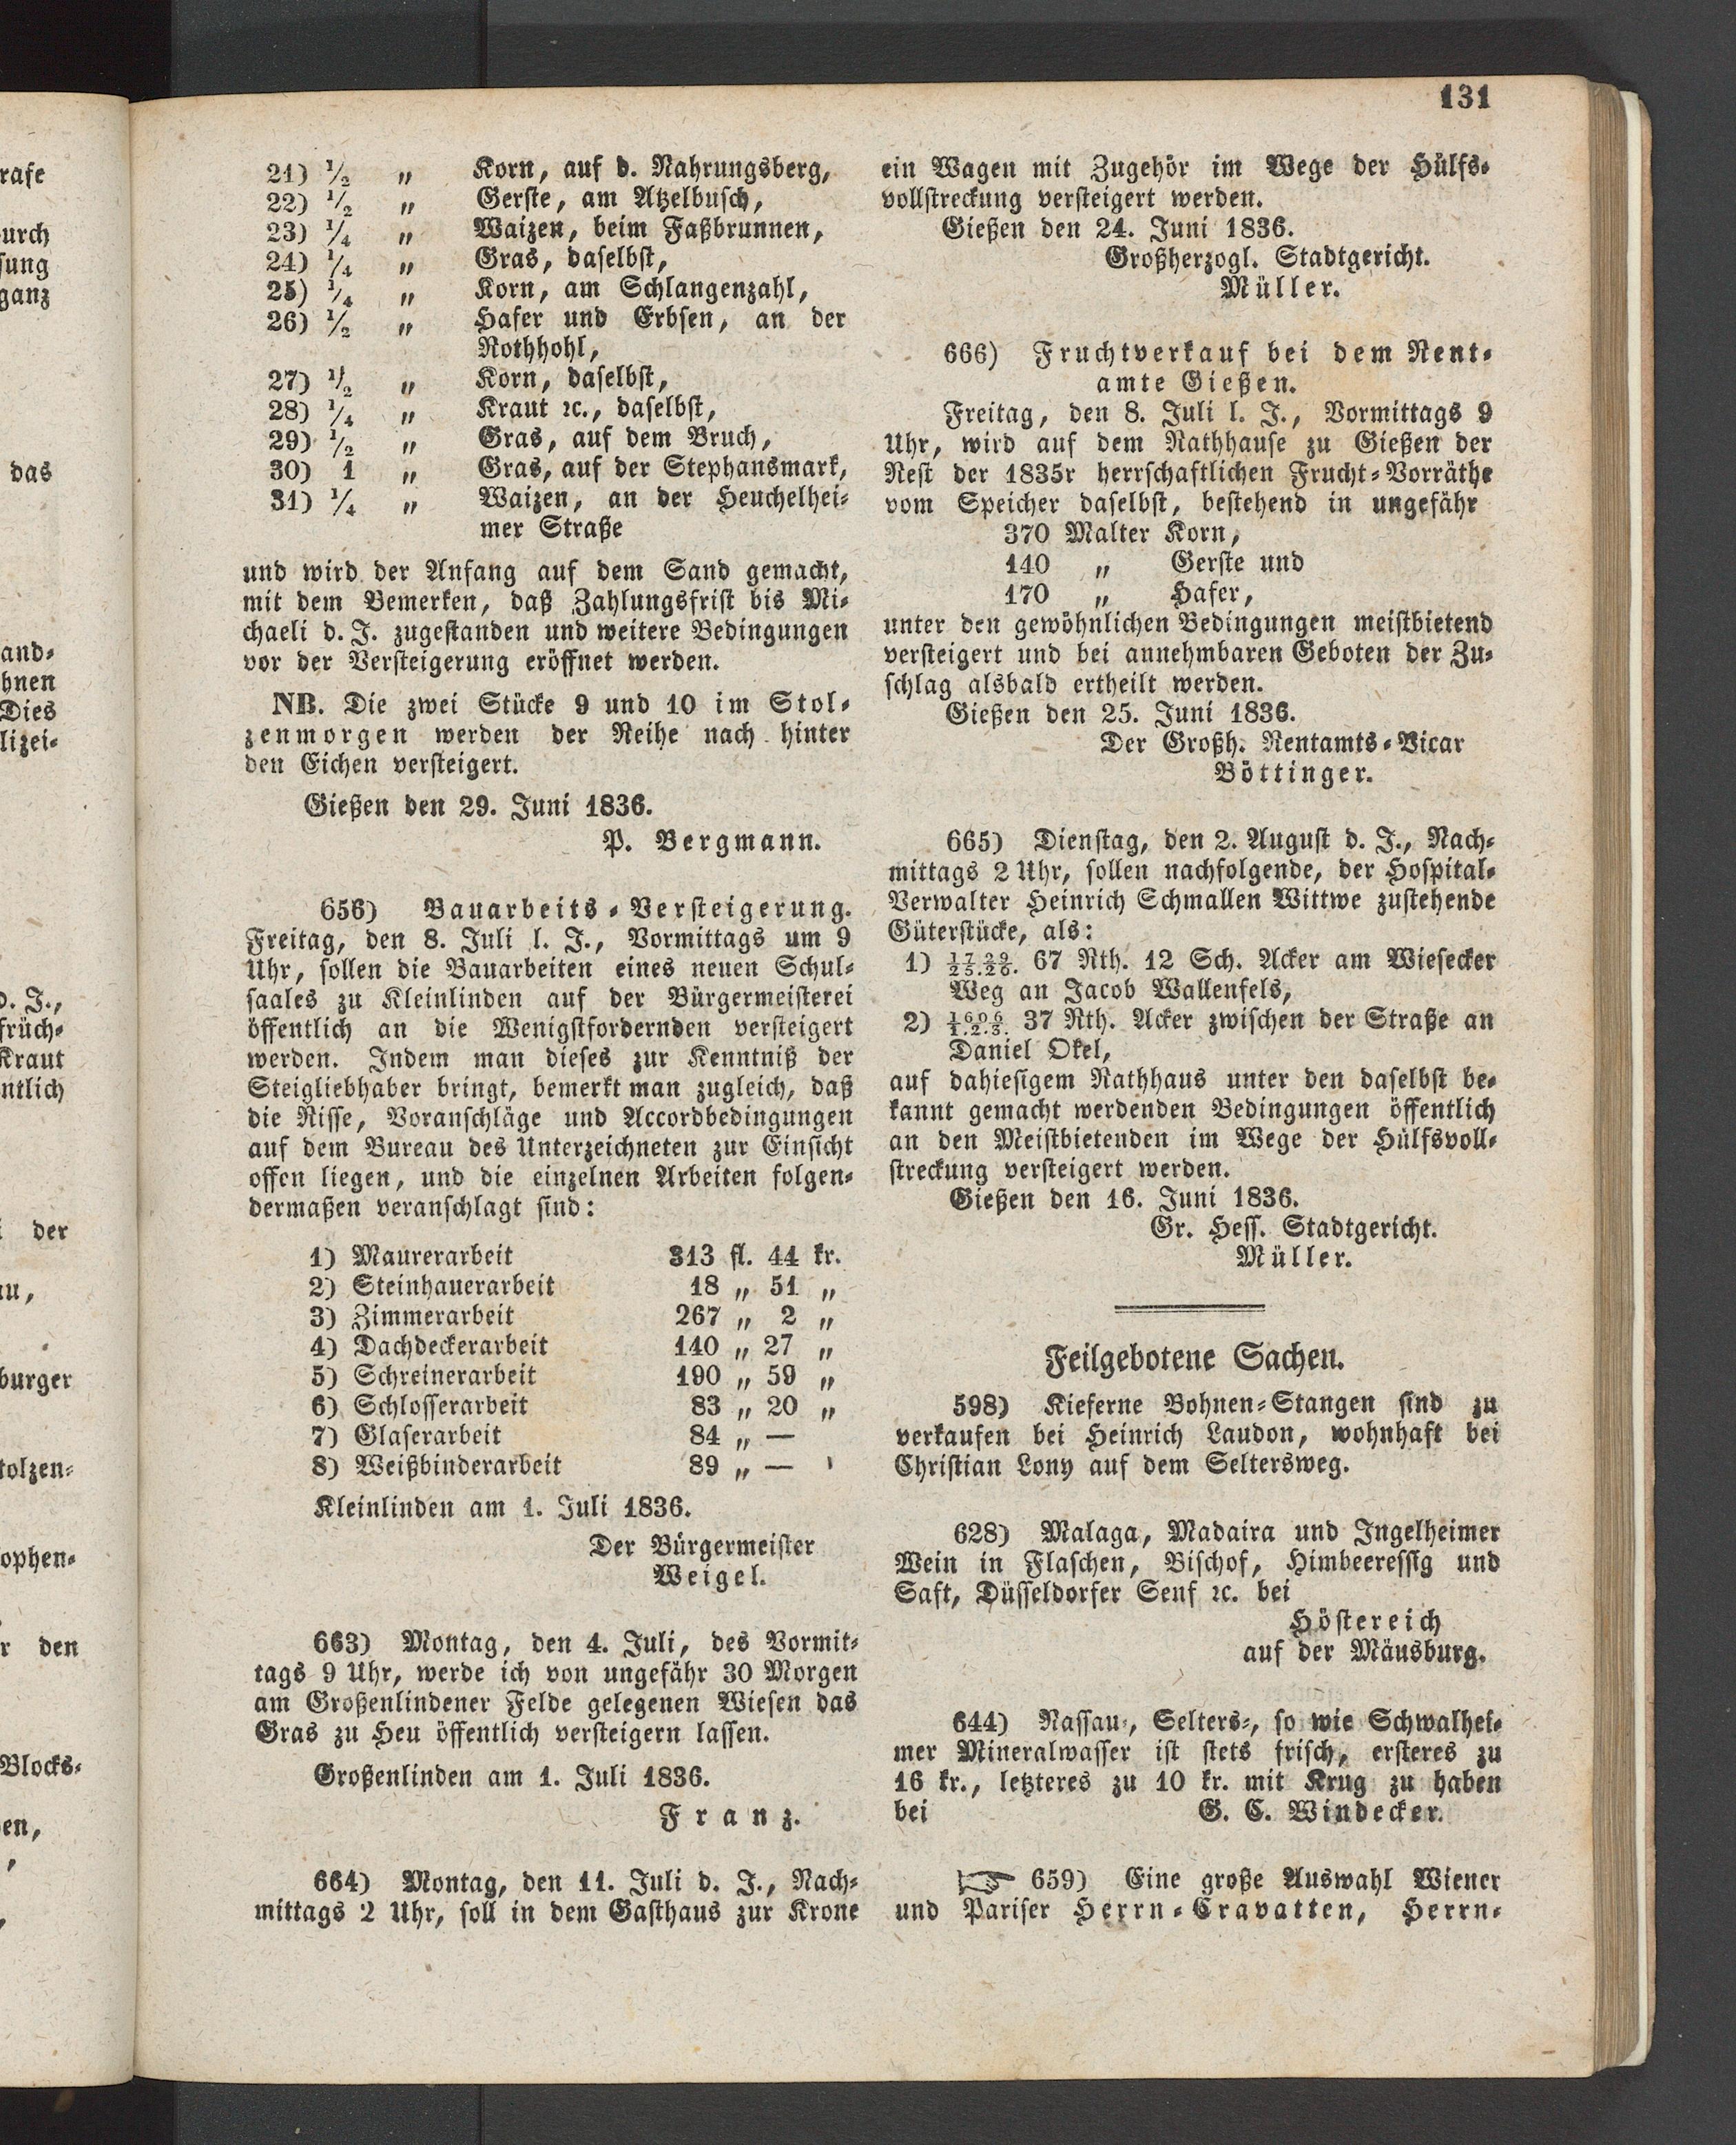 131
21) 1/2 „ Korn, auf d. Nahrungsberg,
22) 1/2 „ Gerste, am Atzelbusch,
23) 1/4 „ Waizen, beim Faßbrunnen,
24) 1/4 „ Gras, daselbst,
25) 1/4 „ Korn, am Schlangenzahl,
26) 1/2 „ Hafer und Erbsen, an der
Rothhohl,
27) 1/2 „ Korn, daselbst,
28) 1/4 „ Kraut ꝛc., daselbst,
29) 1/2 „ Gras, auf dem Bruch,
30) 1 „ Gras, auf der Stephansmark,
31) 1/4 „ Waizen, an der Heuchelhei-
mer Straße
und wird der Anfang auf dem Sand gemacht,
mit dem Bemerken, daß Zahlungsfrist bis Mi-
chaeli d. J. zugestanden und weitere Bedingungen
vor der Versteigerung eröffnet werden.
NB. Die zwei Stücke 9 und 10 im Stol-
zenmorgen werden der Reihe nach hinter
den Eichen versteigert.
Gießen den 29. Juni 1836.
P. Bergmann.
656) Bauarbeits-Versteigerung.
Freitag, den 8. Juli l. J., Vormittags um 9
Uhr, sollen die Bauarbeiten eines neuen Schul-
saales zu Kleinlinden auf der Bürgermeisterei
öffentlich an die Wenigstfordernden versteigert
werden. Indem man dieses zur Kenntniß der
Steigliebhaber bringt, bemerkt man zugleich, daß
die Risse, Voranschläge und Accordbedingungen
auf dem Bureau des Unterzeichneten zur Einsicht
offen liegen, und die einzelnen Arbeiten folgen-
dermaßen veranschlagt sind:
1) Maurerarbeit 313 fl. 44 kr.
2) Steinhauerarbeit 18 „ 51 „
3) Zimmerarbeit 267 „ 2 „
4) Dachdeckerarbeit 140 „ 27 „
5) Schreinerarbeit 190 „ 59 „
6) Schlosserarbeit 83 „ 20 „
7) Glaserarbeit 84 „ —
8) Weißbinderarbeit 89 „ —
Kleinlinden am 1. Juli 1836.
Der Bürgermeister
Weigel.
663) Montag, den 4. Juli, des Vormit-
tags 9 Uhr, werde ich von ungefähr 30 Morgen
am Großenlindener Felde gelegenen Wiesen das
Gras zu Heu öffentlich versteigern lassen.
Großenlinden am 1. Juli 1836.
Franz.
664) Montag, den 11. Juli d. J., Nach-
mittags 2 Uhr, soll in dem Gasthaus zur Krone
ein Wagen mit Zugehör im Wege der Hülfs-
vollstreckung versteigert werden.
Gießen den 24. Juni 1836.
Großherzogl. Stadtgericht.
Müller.
666) Fruchtverkauf bei dem Rent-
amte Gießen.
Freitag, den 8. Juli l. J., Vormittags 9
Uhr, wird auf dem Rathhause zu Gießen der
Rest der 1835r herrschaftlichen Frucht-Vorräthe
vom Speicher daselbst, bestehend in ungefähr
370 Malter Korn,
140 „ Gerste und
170 „ Hafer,
unter den gewöhnlichen Bedingungen meistbietend
versteigert und bei annehmbaren Geboten der Zu-
schlag alsbald ertheilt werden.
Gießen den 25. Juni 1836.
Der Großh. Rentamts-Vicar
Böttinger.
665) Dienstag, den 2. August d. J., Nach-
mittags 2 Uhr, sollen nachfolgende, der Hospital-
Verwalter Heinrich Schmallen Wittwe zustehende
Güterstücke, als:
1) 17 29/25.26. 67 Rth. 12 Sch. Acker am Wiesecker
Weg an Jacob Wallenfels,
2) 1606/1.2.3. 37 Rth. Acker zwischen der Straße an
Daniel Okel,
auf dahiesigem Rathhaus unter den daselbst be-
kannt gemacht werdenden Bedingungen öffentlich
an den Meistbietenden im Wege der Hülfsvoll-
streckung versteigert werden.
Gießen den 16. Juni 1836.
Gr. Hess. Stadtgericht.
Müller.
Feilgebotene Sachen.
598) Kieferne Bohnen-Stangen sind zu
verkaufen bei Heinrich Laudon, wohnhaft bei
Christian Lony auf dem Seltersweg.
628) Malaga, Madaira und Ingelheimer
Wein in Flaschen, Bischof, Himbeeressig und
Saft, Düsseldorfer Senf ꝛc. bei
Höstereich
auf der Mäusburg.
644) Nassau-, Selters-, so wie Schwalhei-
mer Mineralwasser ist stets frisch, ersteres zu
16 kr., letzteres zu 10 kr. mit Krug zu haben
bei G. C. Windecker.
☞ 659) Eine große Auswahl Wiener
und Pariser Herrn-Cravatten, Herrn-